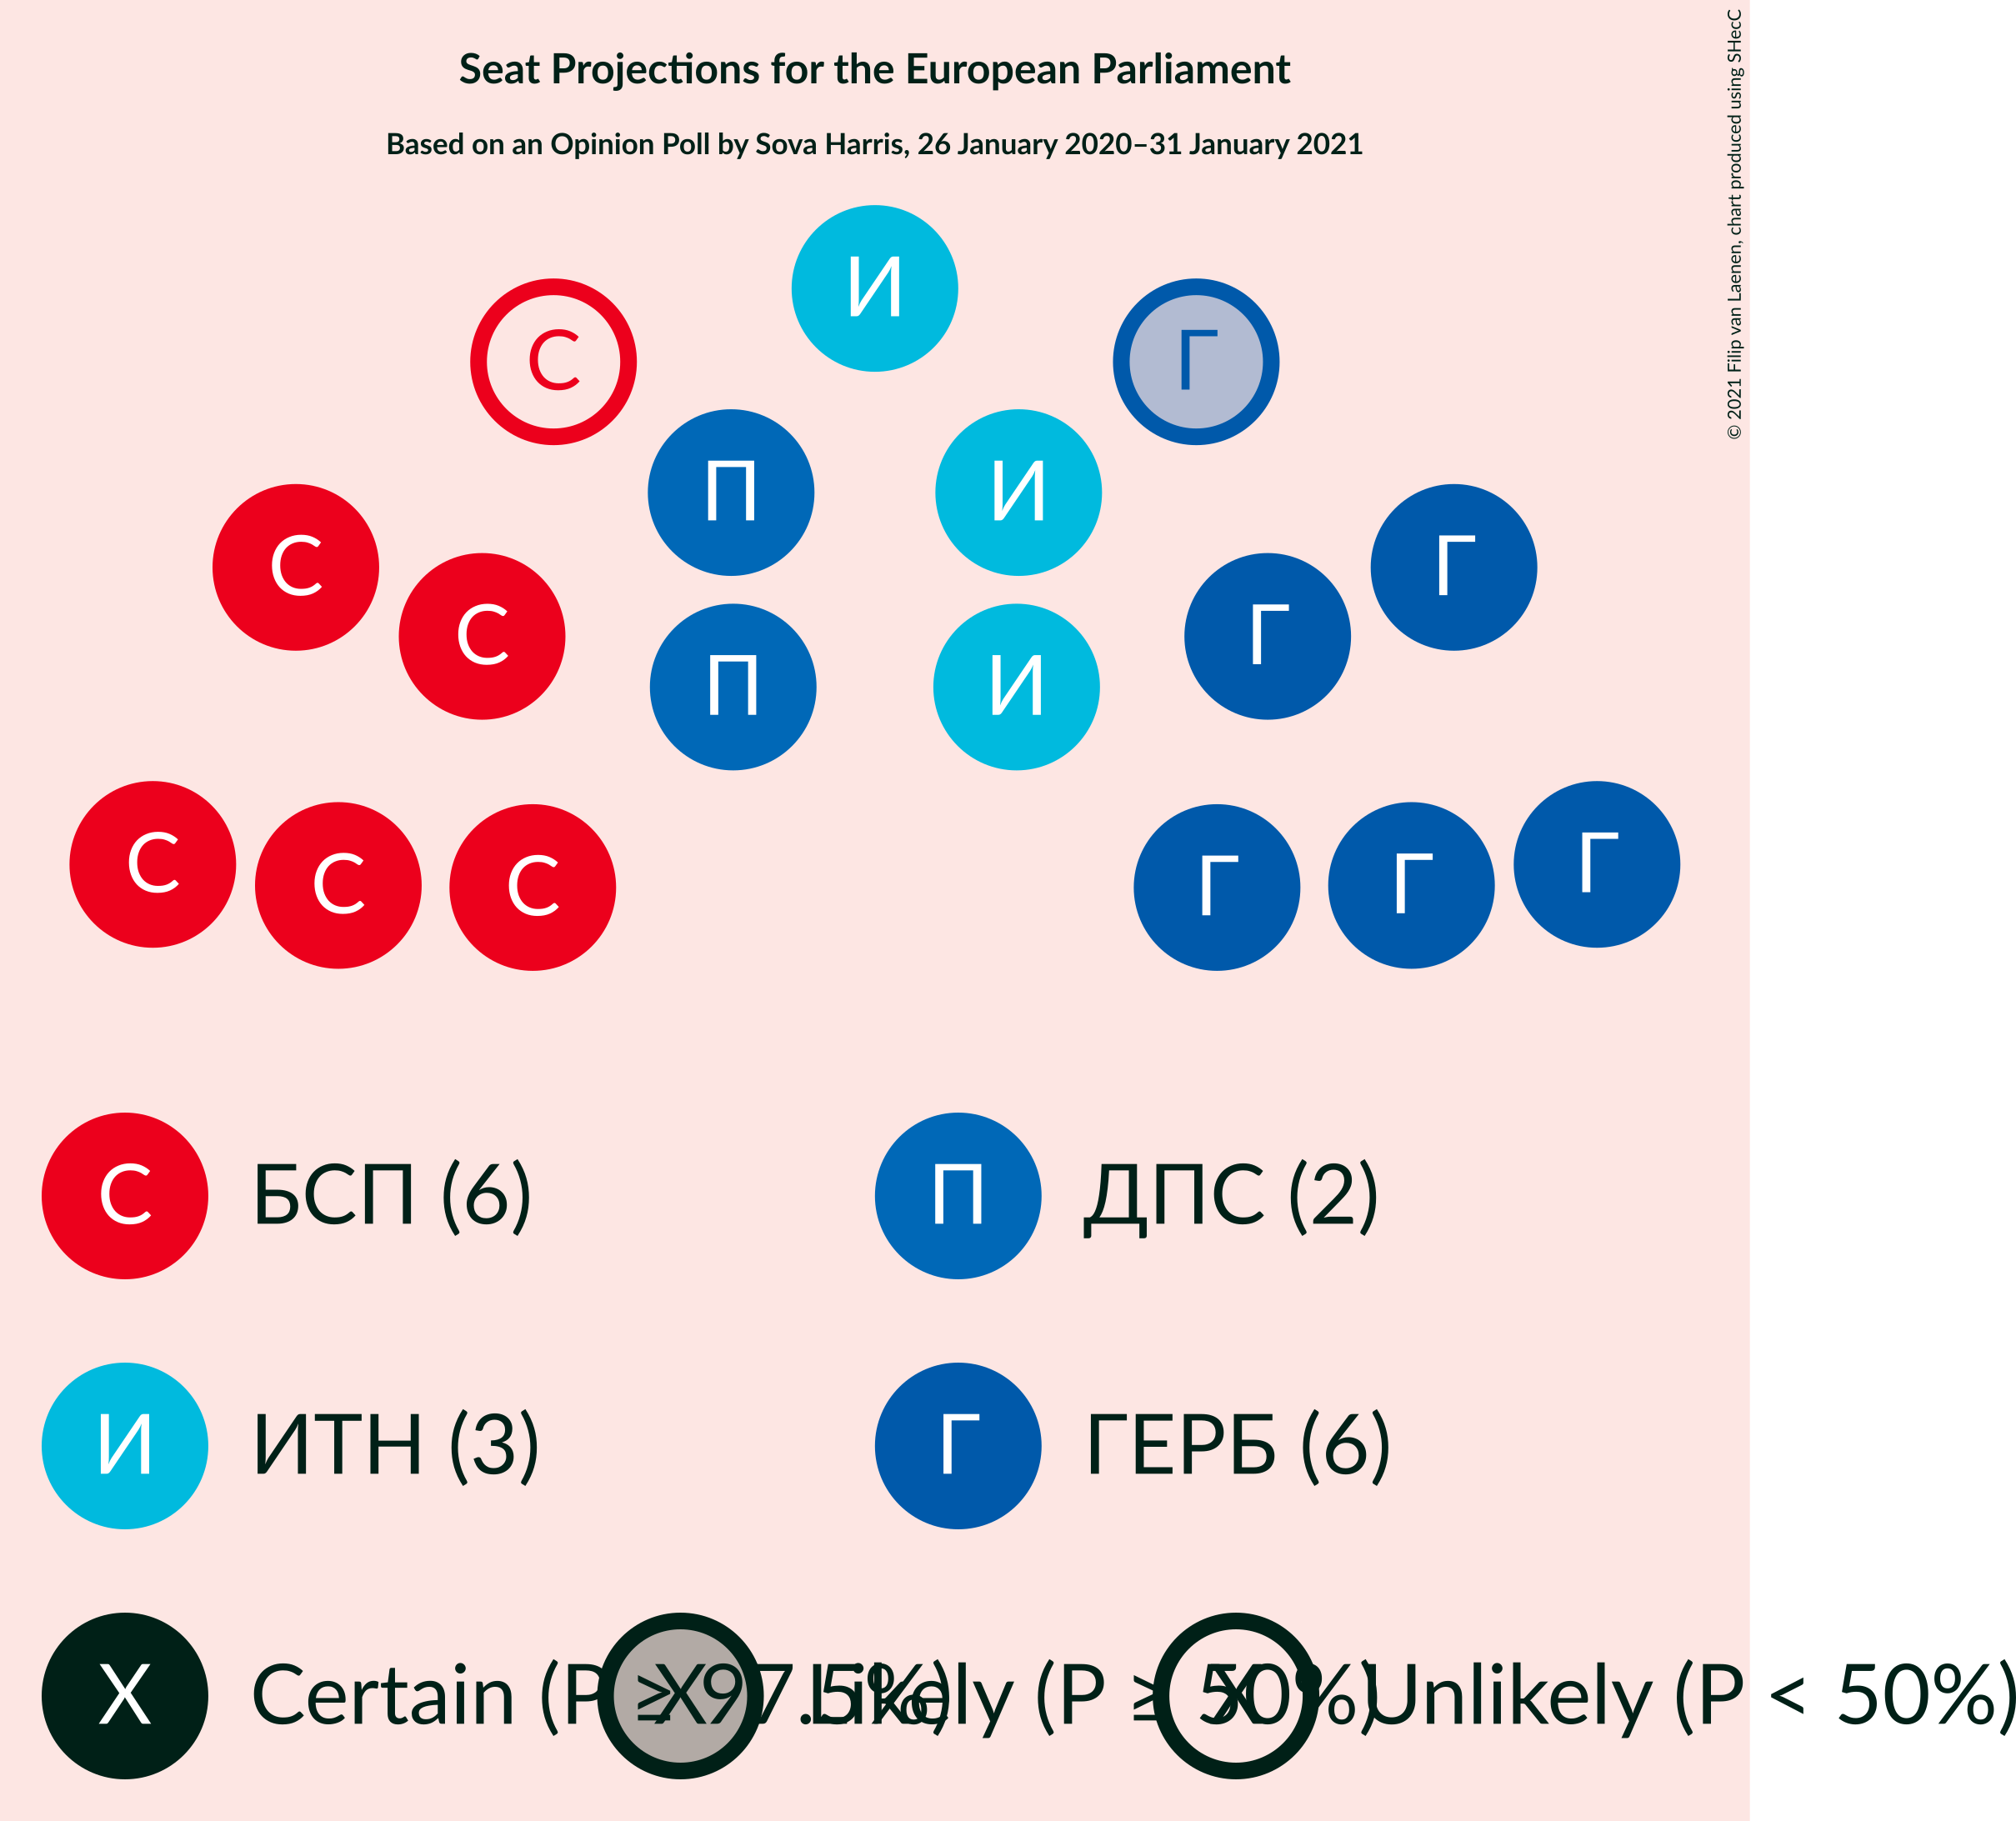 Seat Projections for the European Parliament
Based on an Opinion Poll by Sova Harris, 26 January 2020–31 January 2021
© 2021 Filip van Laenen, chart produced using SHecC
И
С
Г
П
И
С
Г
С
Г
П
И
С
Г
С
Г
С
Г
С БСП (6)
П ДПС (2)
И ИТН (3)
Г ГЕРБ (6)
X Certain (P ≥ 97.5%)
X Likely (P ≥ 50%)
X Unlikely (P < 50%)